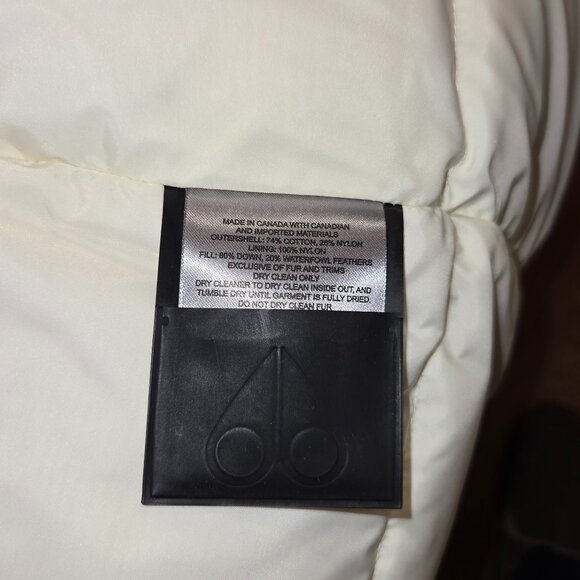 MADE IN CANADA WITH CANADIAN
AND IMPORTED MATERIALS
OUTERSHELL: 74% COTTON, 26% NYLON
LINING: 100% NYLON
FILL: 80% DOWN, 20% WATERFOWL FEATHERS
EXCLUSIVE OF FUR AND TRIMS
DRY CLEAN ONLY
DRY CLEANER TO DRY CLEAN INSIDE OUT, AND
TUMBLE DRY UNTIL GARMENT IS FULLY DRIED.
DO NOT DRY CLEAN FUR